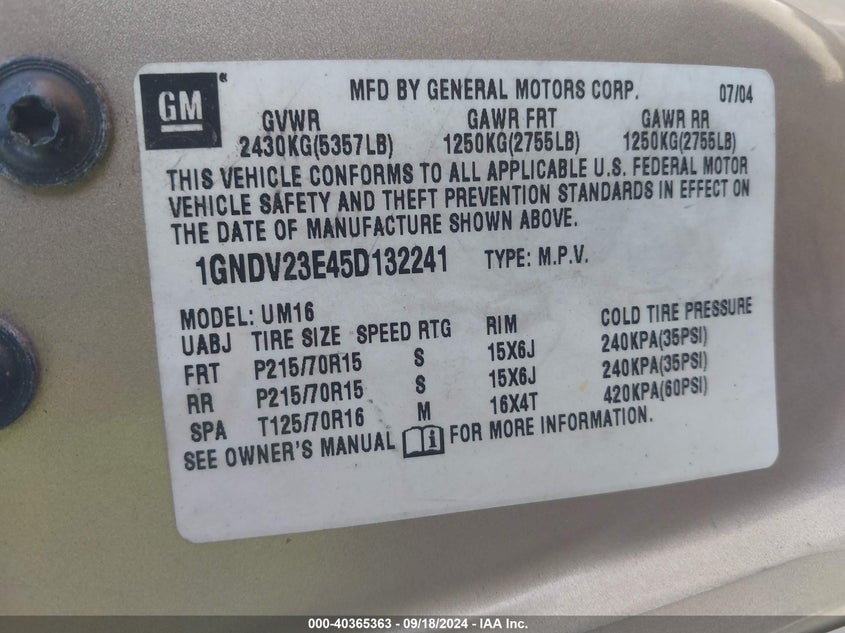 GM® MFD BY GENERAL MOTORS CORP. 07/04
GVWR GAWR FRT GAWR RR
2430KG(5357LB) 1250KG(2755LB) 1250KG(2755LB)
THIS VEHICLE CONFORMS TO ALL APPLICABLE U.S. FEDERAL MOTOR
VEHICLE SAFETY AND THEFT PREVENTION STANDARDS IN EFFECT ON
THE DATE OF MANUFACTURE SHOWN ABOVE.
1GNDV23E45D132241 TYPE: M.P.V.
MODEL: UM16
UABJ TIRE SIZE SPEED RTG RIM COLD TIRE PRESSURE
FRT P215/70R15 S 15X6J 240KPA(35PSI)
RR P215/70R15 S 15X6J 240KPA(35PSI)
SPA T125/70R16 M 16X4T 420KPA(60PSI)
SEE OWNER'S MANUAL FOR MORE INFORMATION.
000-40365363 - 09/18/2024 - IAA Inc.